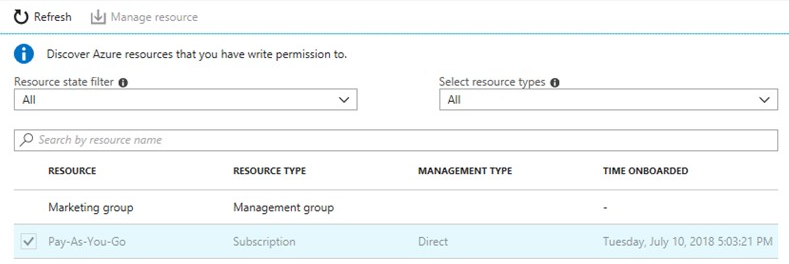 Refresh Manage resource
Discover Azure resources that you have write permission to.
Resource state filter Select resource types
All All
Search by resource name
RESOURCE RESOURCE TYPE MANAGEMENT TYPE TIME ONBOARDED
Marketing group Management group -
Pay-As-You-Go Subscription Direct Tuesday, July 10, 2018 5:03:21 PM